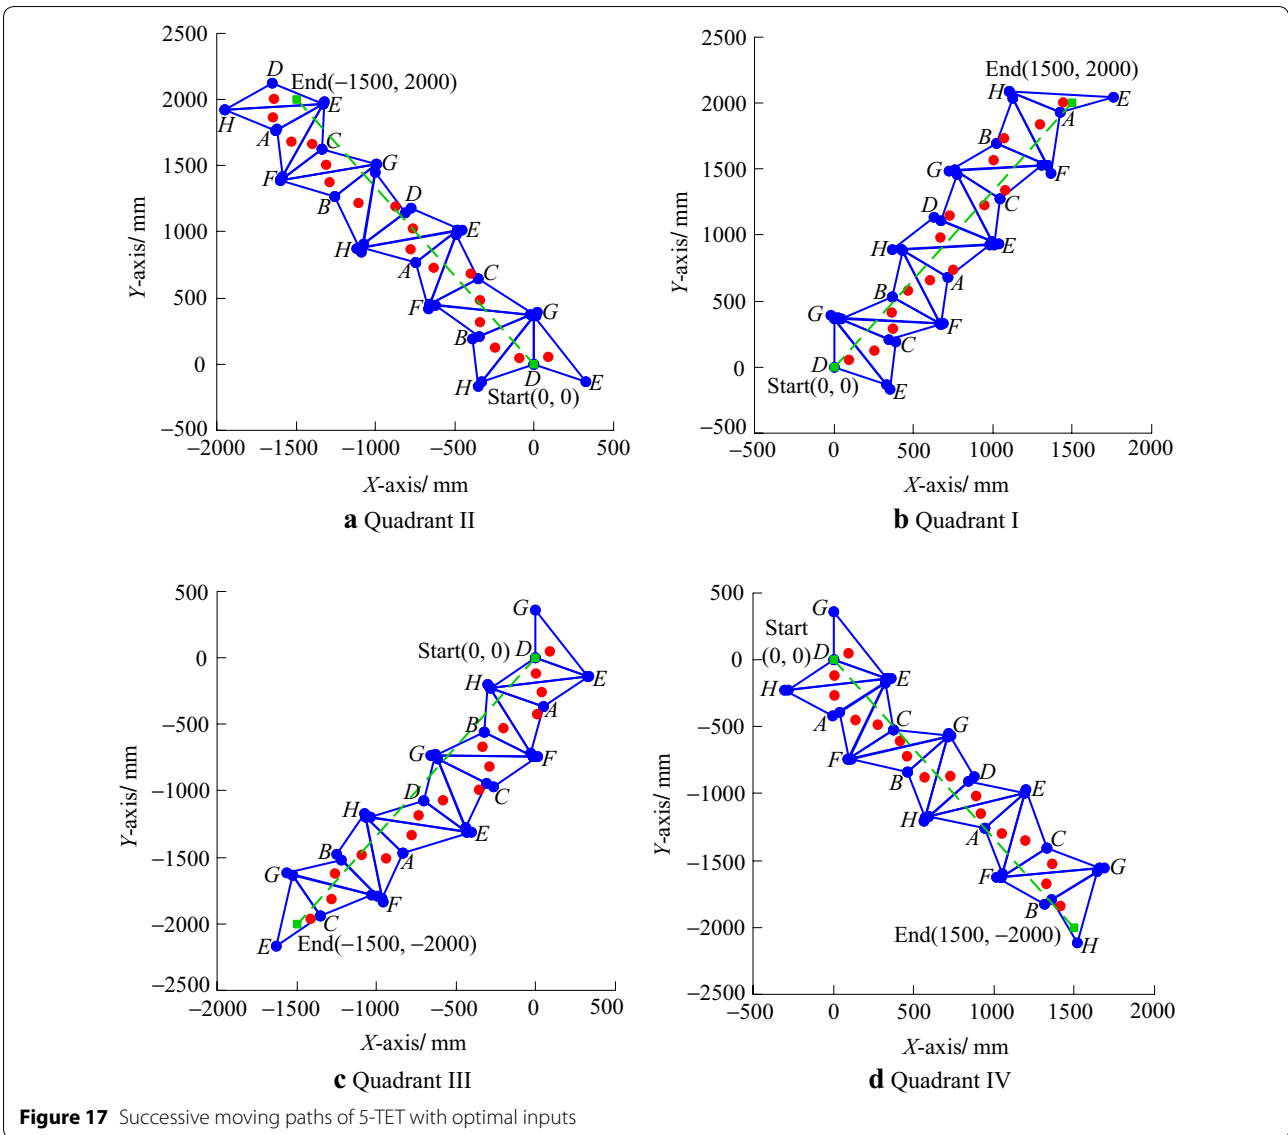 2500
2000
1500
1000
500
0
−500
−2000 −1500 −1000 −500 0 500
Y-axis/ mm
X-axis/ mm
D
End(−1500, 2000)
E
H
A
C
F
G
B
D
H
E
A
C
F
G
B
H
D
E
Start(0, 0)
a Quadrant II
2500
2000
1500
1000
500
0
−500
−500 0 500 1000 1500 2000
Y-axis/ mm
X-axis/ mm
End(1500, 2000)
H
E
A
B
G
F
D
C
H
E
A
B
G
F
C
D
Start(0, 0)
E
b Quadrant I
500
0
−500
−1000
−1500
−2000
−2500
−2000 −1500 −1000 −500 0 500
Y-axis/ mm
X-axis/ mm
G
Start(0, 0)
D
H
E
A
B
G
F
D
C
H
E
B
A
G
F
C
E
End(−1500, −2000)
c Quadrant III
500
0
−500
−1000
−1500
−2000
−2500
−500 0 500 1000 1500 2000
Y-axis/ mm
X-axis/ mm
G
Start
(0, 0)
D
H
E
A
C
G
F
B
D
E
H
A
C
F
G
B
End(1500, −2000)
H
d Quadrant IV
Figure 17 Successive moving paths of 5-TET with optimal inputs